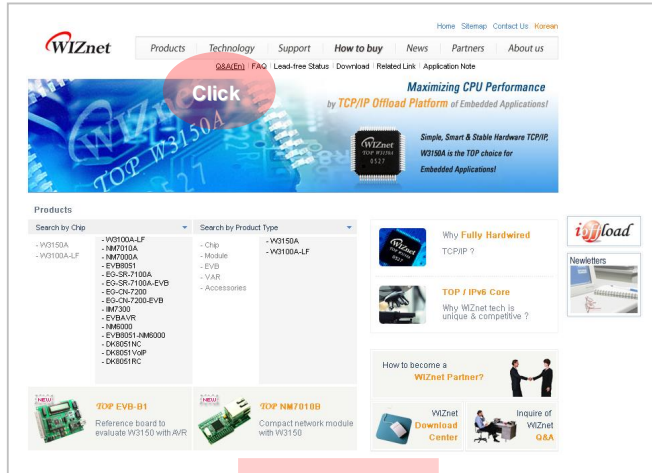 Home Sitemap Contact Us Korean
WIZnet
Products Technology Support How to buy News Partners About us
Q&A(En) FAQ Lead-free Status Download Related Link Application Note
Click
Maximizing CPU Performance
by TCP/IP Offload Platform of Embedded Applications!
WIZnet
TOP W3150A
WIZnet
TOP W3150A
0527
Simple, Smart & Stable Hardware TCP/IP,
W3150A is the TOP choice for
Embedded Applications!
Products
Search by Chip
- W3150A
- W3100A-LF
- W3100A-LF
- NM7010A
- NM7000A
- EVB8051
- EG-SR-7100A
- EG-SR-7100A-EVB
- EG-CN-7200
- EG-CN-7200-EVB
- IIM7300
- EVBAVR
- NM6000
- EVB8051-NM6000
- DK8051NC
- DK8051VoIP
- DK8051RC
Search by Product Type
- Chip
- Module
- EVB
- VAR
- Accessories
- W3150A
- W3100A-LF
Why Fully Hardwired
TCP/IP ?
TOP / IPv6 Core
Why WIZnet tech is
unique & competitive ?
ioffload
Newletters
How to become a
WIZnet Partner?
NEW
TOP EVB-B1
Reference board to
evaluate W3150 with AVR
NEW
TOP NM7010B
Compact network module
with W3150
WIZnet
Download
Center
Inquire of
WIZnet
Q&A